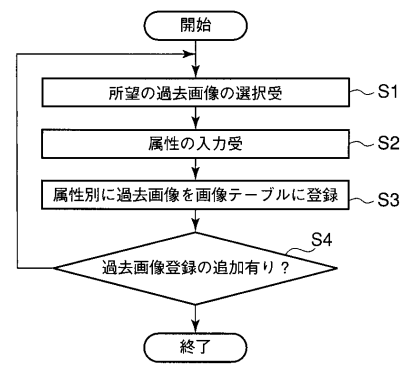 開始
所望の過去画像の選択受 S1
属性の入力受 S2
属性別に過去画像を画像テーブルに登録 S3
S4
過去画像登録の追加有り？
終了